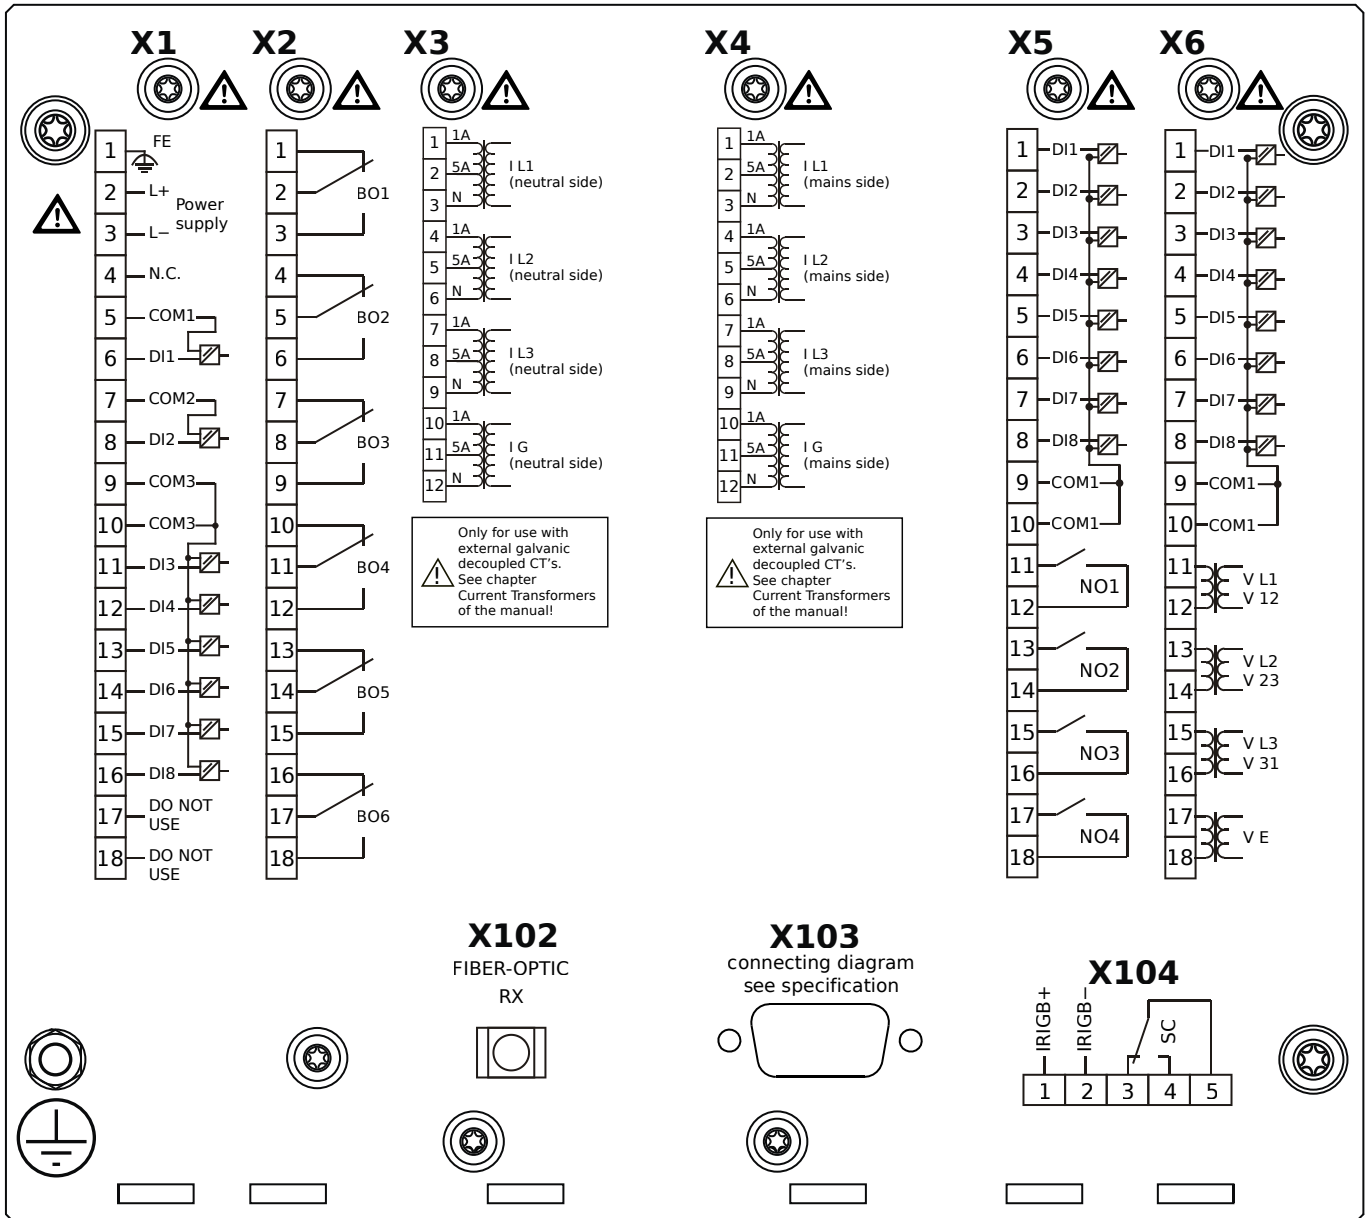 X1
X2
X3
X4
X5
X6
1
FE
2
L+
Power
supply
3
L−
4
N.C.
5
COM1
6
DI1
7
COM2
8
DI2
9
COM3
10
COM3
11
DI3
12
DI4
13
DI5
14
DI6
15
DI7
16
DI8
17
DO NOT
USE
18
DO NOT
USE
1
2
BO1
3
4
5
BO2
6
7
8
BO3
9
10
11
BO4
12
13
14
BO5
15
16
17
BO6
18
1
1A
2
5A
I L1
(neutral side)
3
N
4
1A
5
5A
I L2
(neutral side)
6
N
7
1A
8
5A
I L3
(neutral side)
9
N
10
1A
11
5A
I G
(neutral side)
12
N
Only for use with
external galvanic
decoupled CT’s.
See chapter
Current Transformers
of the manual!
1
1A
2
5A
I L1
(mains side)
3
N
4
1A
5
5A
I L2
(mains side)
6
N
7
1A
8
5A
I L3
(mains side)
9
N
10
1A
11
5A
I G
(mains side)
12
N
Only for use with
external galvanic
decoupled CT’s.
See chapter
Current Transformers
of the manual!
1
DI1
2
DI2
3
DI3
4
DI4
5
DI5
6
DI6
7
DI7
8
DI8
9
COM1
10
COM1
11
NO1
12
13
NO2
14
15
NO3
16
17
NO4
18
1
DI1
2
DI2
3
DI3
4
DI4
5
DI5
6
DI6
7
DI7
8
DI8
9
COM1
10
COM1
11
V L1
V 12
12
13
V L2
V 23
14
15
V L3
V 31
16
17
V E
18
X102
FIBER-OPTIC
RX
X103
connecting diagram
see specification
X104
IRIGB+
IRIGB−
SC
1
2
3
4
5